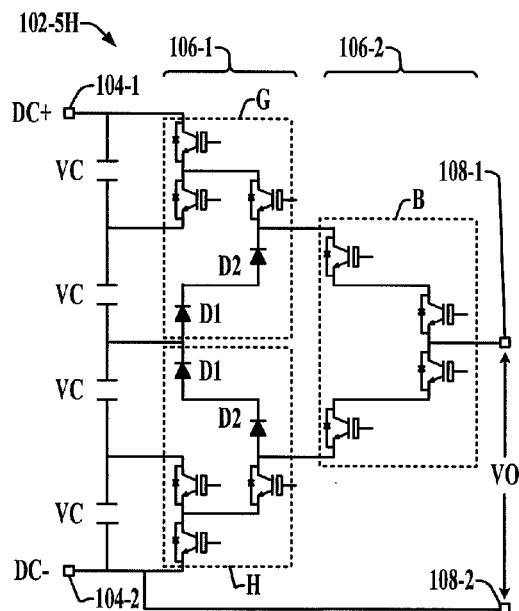 102-5H
106-1
106-2
104-1
G
DC+
VC
108-1
B
D2
VC
D1
D1
VC
D2
VC
VO
DC-
104-2
H
108-2